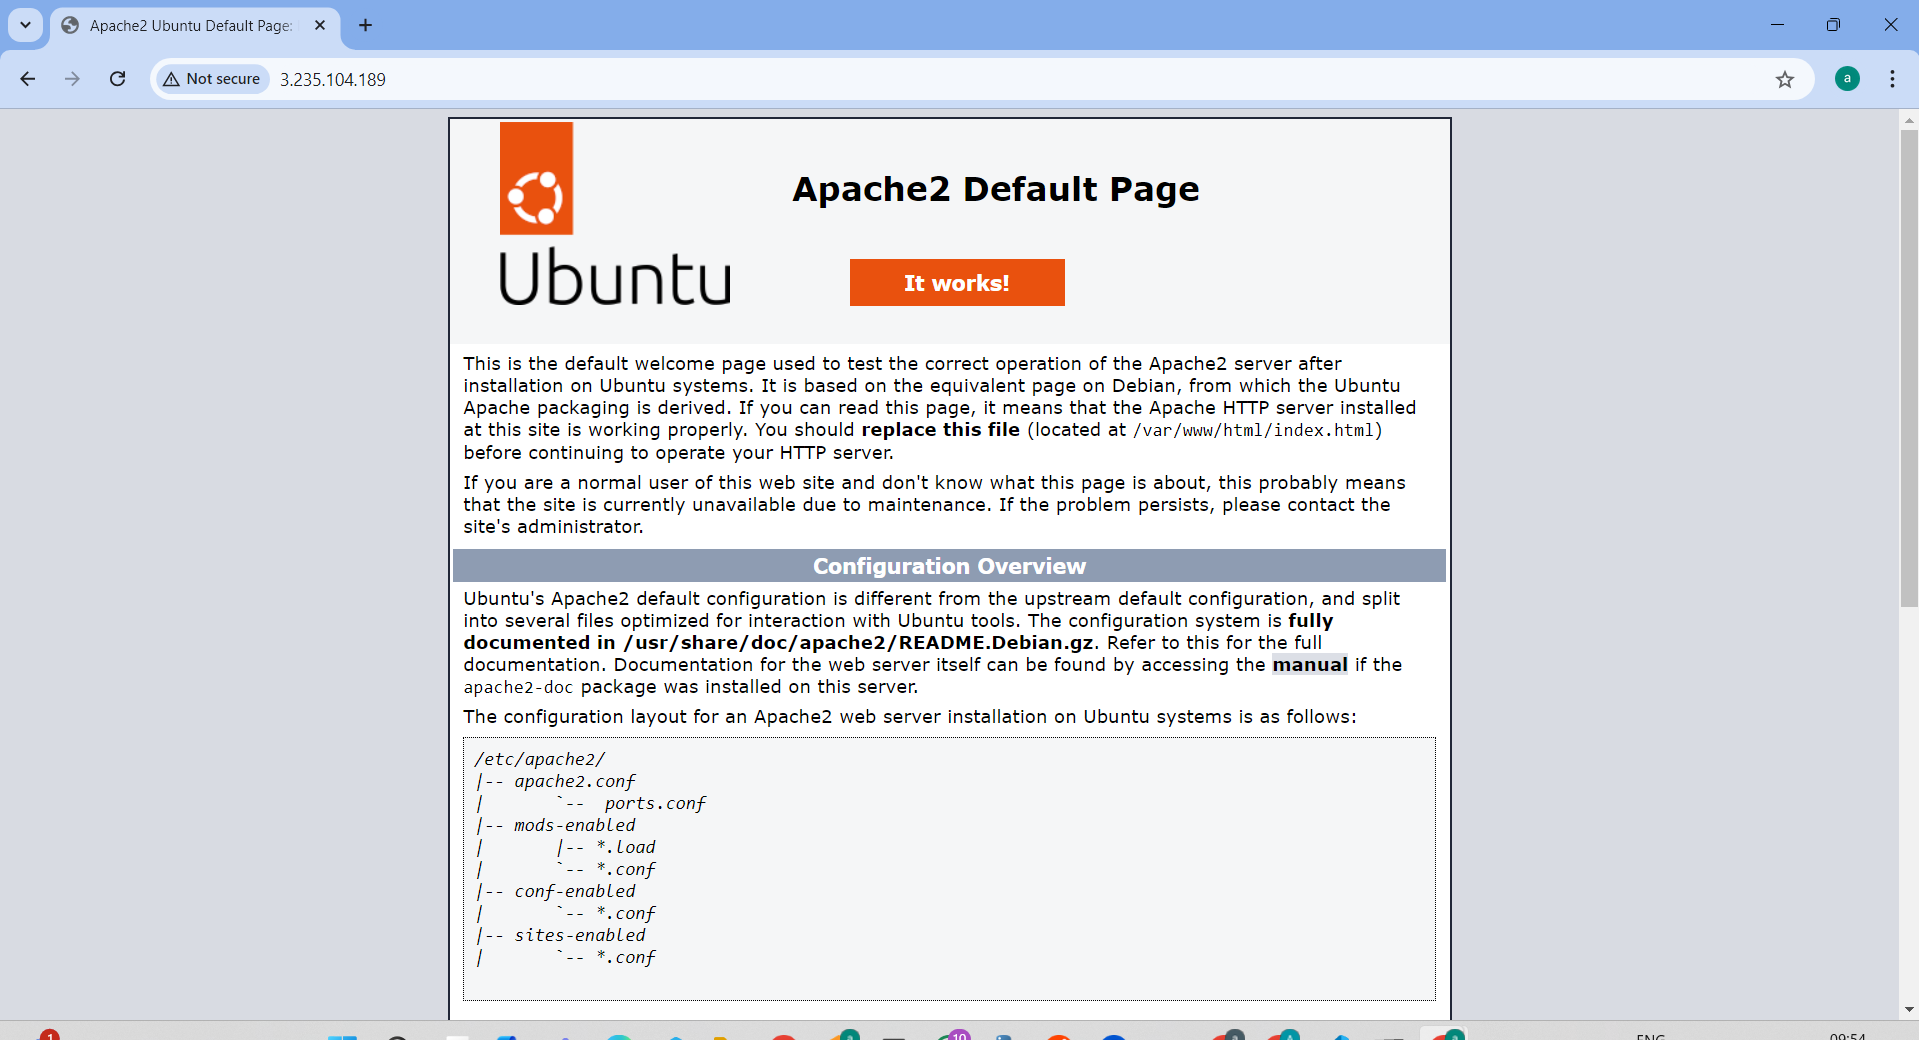 Apache2 Ubuntu Default Page:
Not secure
3.235.104.189
a
Apache2 Default Page
Ubuntu
It works!
This is the default welcome page used to test the correct operation of the Apache2 server after
installation on Ubuntu systems. It is based on the equivalent page on Debian, from which the Ubuntu
Apache packaging is derived. If you can read this page, it means that the Apache HTTP server installed
at this site is working properly. You should replace this file (located at /var/www/html/index.html)
before continuing to operate your HTTP server.
If you are a normal user of this web site and don't know what this page is about, this probably means
that the site is currently unavailable due to maintenance. If the problem persists, please contact the
site's administrator.
Configuration Overview
Ubuntu's Apache2 default configuration is different from the upstream default configuration, and split
into several files optimized for interaction with Ubuntu tools. The configuration system is fully
documented in /usr/share/doc/apache2/README.Debian.gz. Refer to this for the full
documentation. Documentation for the web server itself can be found by accessing the manual if the
apache2-doc package was installed on this server.
The configuration layout for an Apache2 web server installation on Ubuntu systems is as follows:
/etc/apache2/
|-- apache2.conf
|       `--  ports.conf
|-- mods-enabled
|       |-- *.load
|       `-- *.conf
|-- conf-enabled
|       `-- *.conf
|-- sites-enabled
|       `-- *.conf
1
10
ENG
09:54